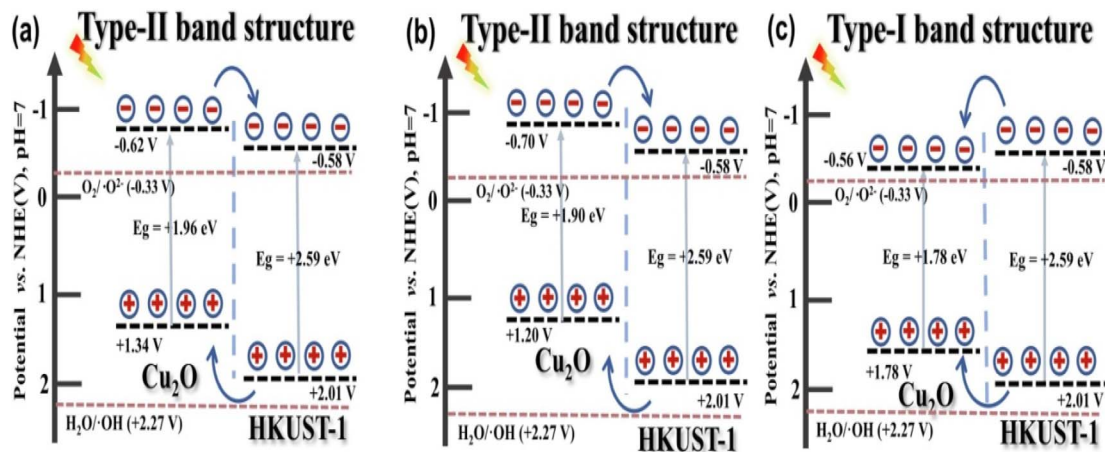 (a) Type-II band structure
Potential vs. NHE(V), pH=7
-1
0
1
2
-0.62 V
-0.58 V
O₂/ ·O²⁻ (-0.33 V)
Eg = +1.96 eV
Eg = +2.59 eV
+1.34 V
Cu₂O
+2.01 V
H₂O/·OH (+2.27 V)
HKUST-1
(b) Type-II band structure
Potential vs. NHE(V), pH=7
-1
0
1
2
-0.70 V
-0.58 V
O₂/ ·O²⁻ (-0.33 V)
Eg = +1.90 eV
Eg = +2.59 eV
+1.20 V
Cu₂O
+2.01 V
H₂O/·OH (+2.27 V)
HKUST-1
(c) Type-I band structure
Potential vs. NHE(V), pH=7
-1
0
1
2
-0.56 V
-0.58 V
O₂/ ·O²⁻ (-0.33 V)
Eg = +1.78 eV
Eg = +2.59 eV
+1.78 V
Cu₂O
+2.01 V
H₂O/·OH (+2.27 V)
HKUST-1